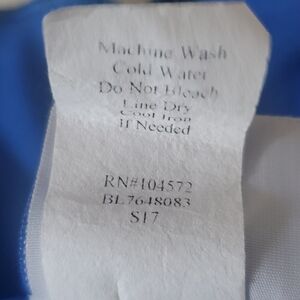 Machine Wash
Cold Water
Do Not Bleach
Line Dry
Cool Iron
If Needed
RN#104572
BL7648083
S17